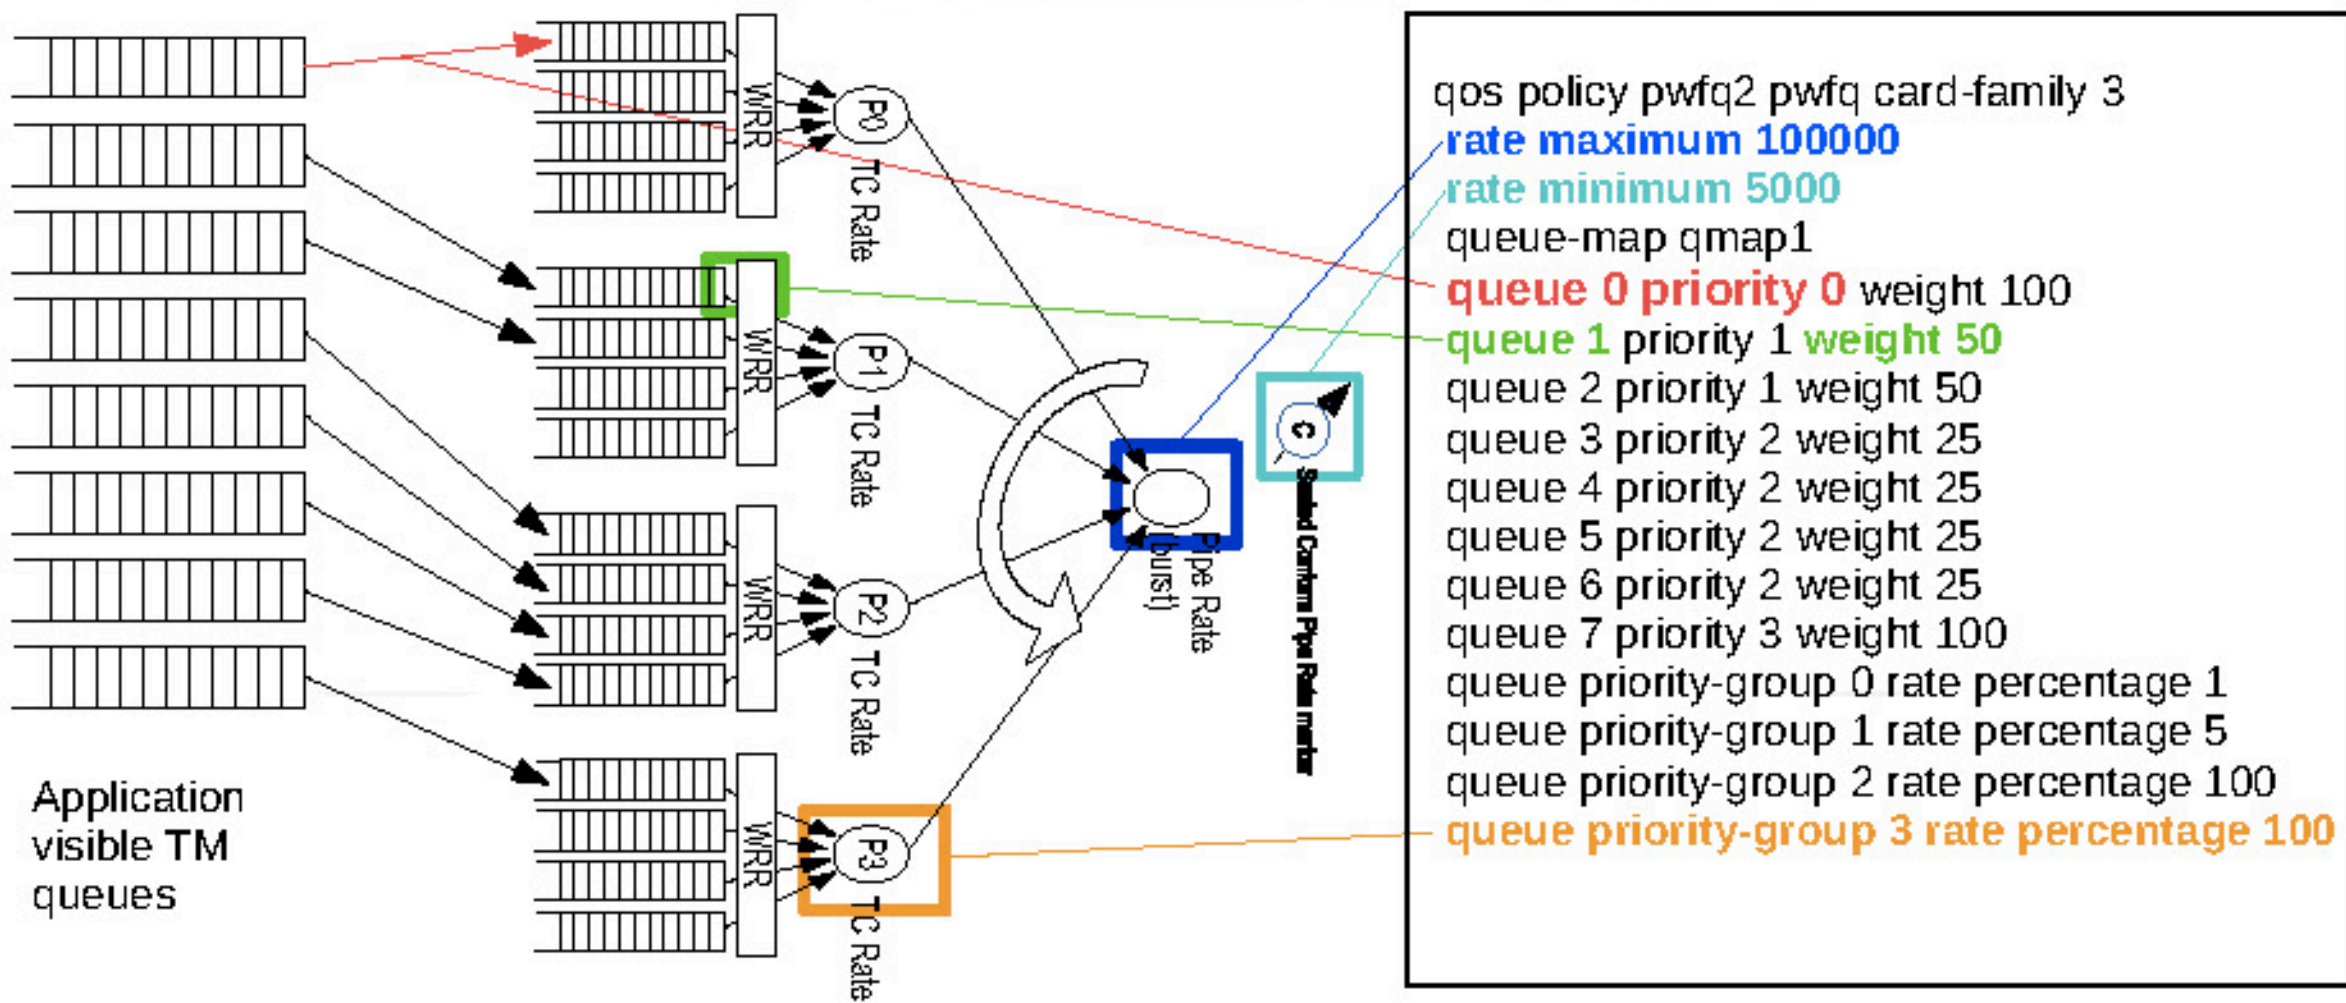 WRR
P0
TC Rate
WRR
P1
TC Rate
WRR
P2
TC Rate
WRR
P3
TC Rate
Pipe Rate
burst)
C
Conform Pipe Rate marker
Application
visible TM
queues
qos policy pwfq2 pwfq card-family 3
rate maximum 100000
rate minimum 5000
queue-map qmap1
queue 0 priority 0 weight 100
queue 1 priority 1 weight 50
queue 2 priority 1 weight 50
queue 3 priority 2 weight 25
queue 4 priority 2 weight 25
queue 5 priority 2 weight 25
queue 6 priority 2 weight 25
queue 7 priority 3 weight 100
queue priority-group 0 rate percentage 1
queue priority-group 1 rate percentage 5
queue priority-group 2 rate percentage 100
queue priority-group 3 rate percentage 100